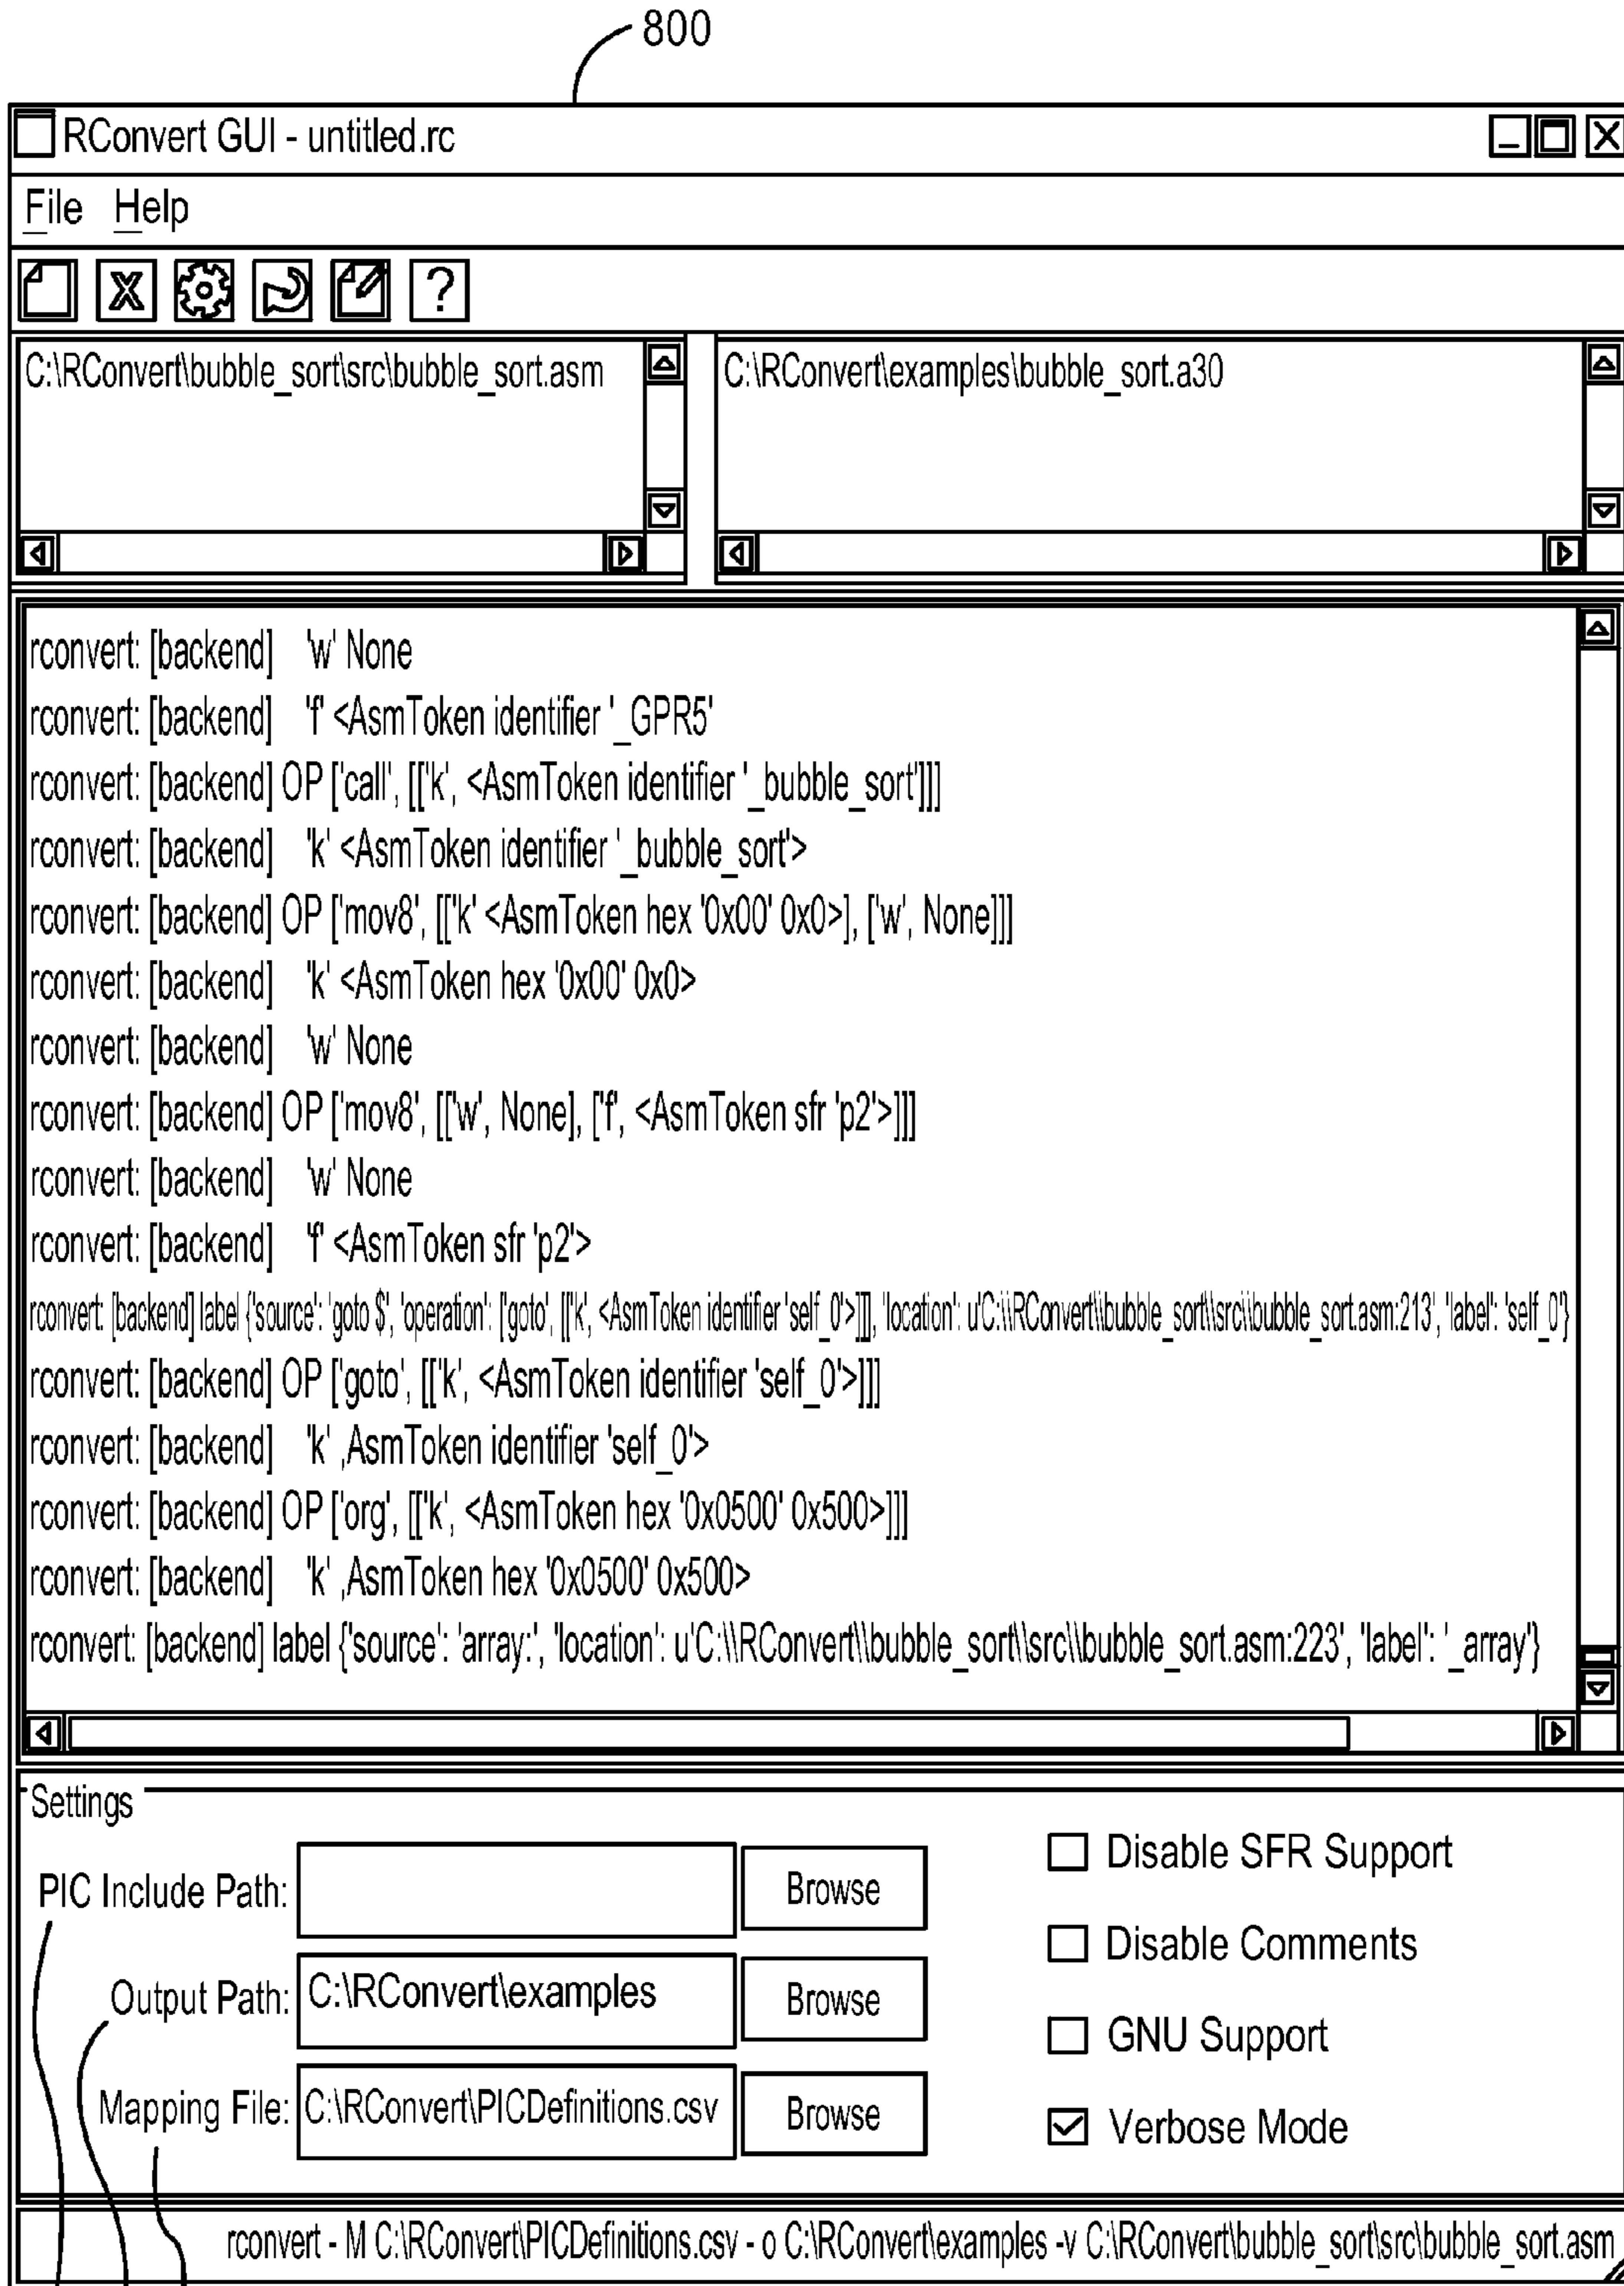 800
RConvert GUI - untitled.rc
File Help
X ?
C:\RConvert\bubble_sort\src\bubble_sort.asm
C:\RConvert\examples\bubble_sort.a30
rconvert: [backend] 'w' None
rconvert: [backend] 'f' <AsmToken identifier '_GPR5'
rconvert: [backend] OP ['call', [['k', <AsmToken identifier '_bubble_sort']]]
rconvert: [backend] 'k' <AsmToken identifier '_bubble_sort'>
rconvert: [backend] OP ['mov8', [['k' <AsmToken hex '0x00' 0x0>], ['w', None]]]
rconvert: [backend] 'k' <AsmToken hex '0x00' 0x0>
rconvert: [backend] 'w' None
rconvert: [backend] OP ['mov8', [['w', None], ['f', <AsmToken sfr 'p2'>]]]
rconvert: [backend] 'w' None
rconvert: [backend] 'f' <AsmToken sfr 'p2'>
rconvert: [backend] label {'source': 'goto $', 'operation': ['goto', [['k', <AsmToken identifier 'self_0'>]]], 'location': u'C:\\RConvert\\bubble_sort\\src\\bubble_sort.asm:213', 'label': 'self_0'}
rconvert: [backend] OP ['goto', [['k', <AsmToken identifier 'self_0'>]]]
rconvert: [backend] 'k' ,AsmToken identifier 'self_0'>
rconvert: [backend] OP ['org', [['k', <AsmToken hex '0x0500' 0x500>]]]
rconvert: [backend] 'k' ,AsmToken hex '0x0500' 0x500>
rconvert: [backend] label {'source': 'array:', 'location': u'C:\\RConvert\\bubble_sort\\src\\bubble_sort.asm:223', 'label': '_array'}
Settings
PIC Include Path: Browse
Output Path: C:\RConvert\examples Browse
Mapping File: C:\RConvert\PICDefinitions.csv Browse
Disable SFR Support
Disable Comments
GNU Support
Verbose Mode
rconvert - M C:\RConvert\PICDefinitions.csv - o C:\RConvert\examples -v C:\RConvert\bubble_sort\src\bubble_sort.asm